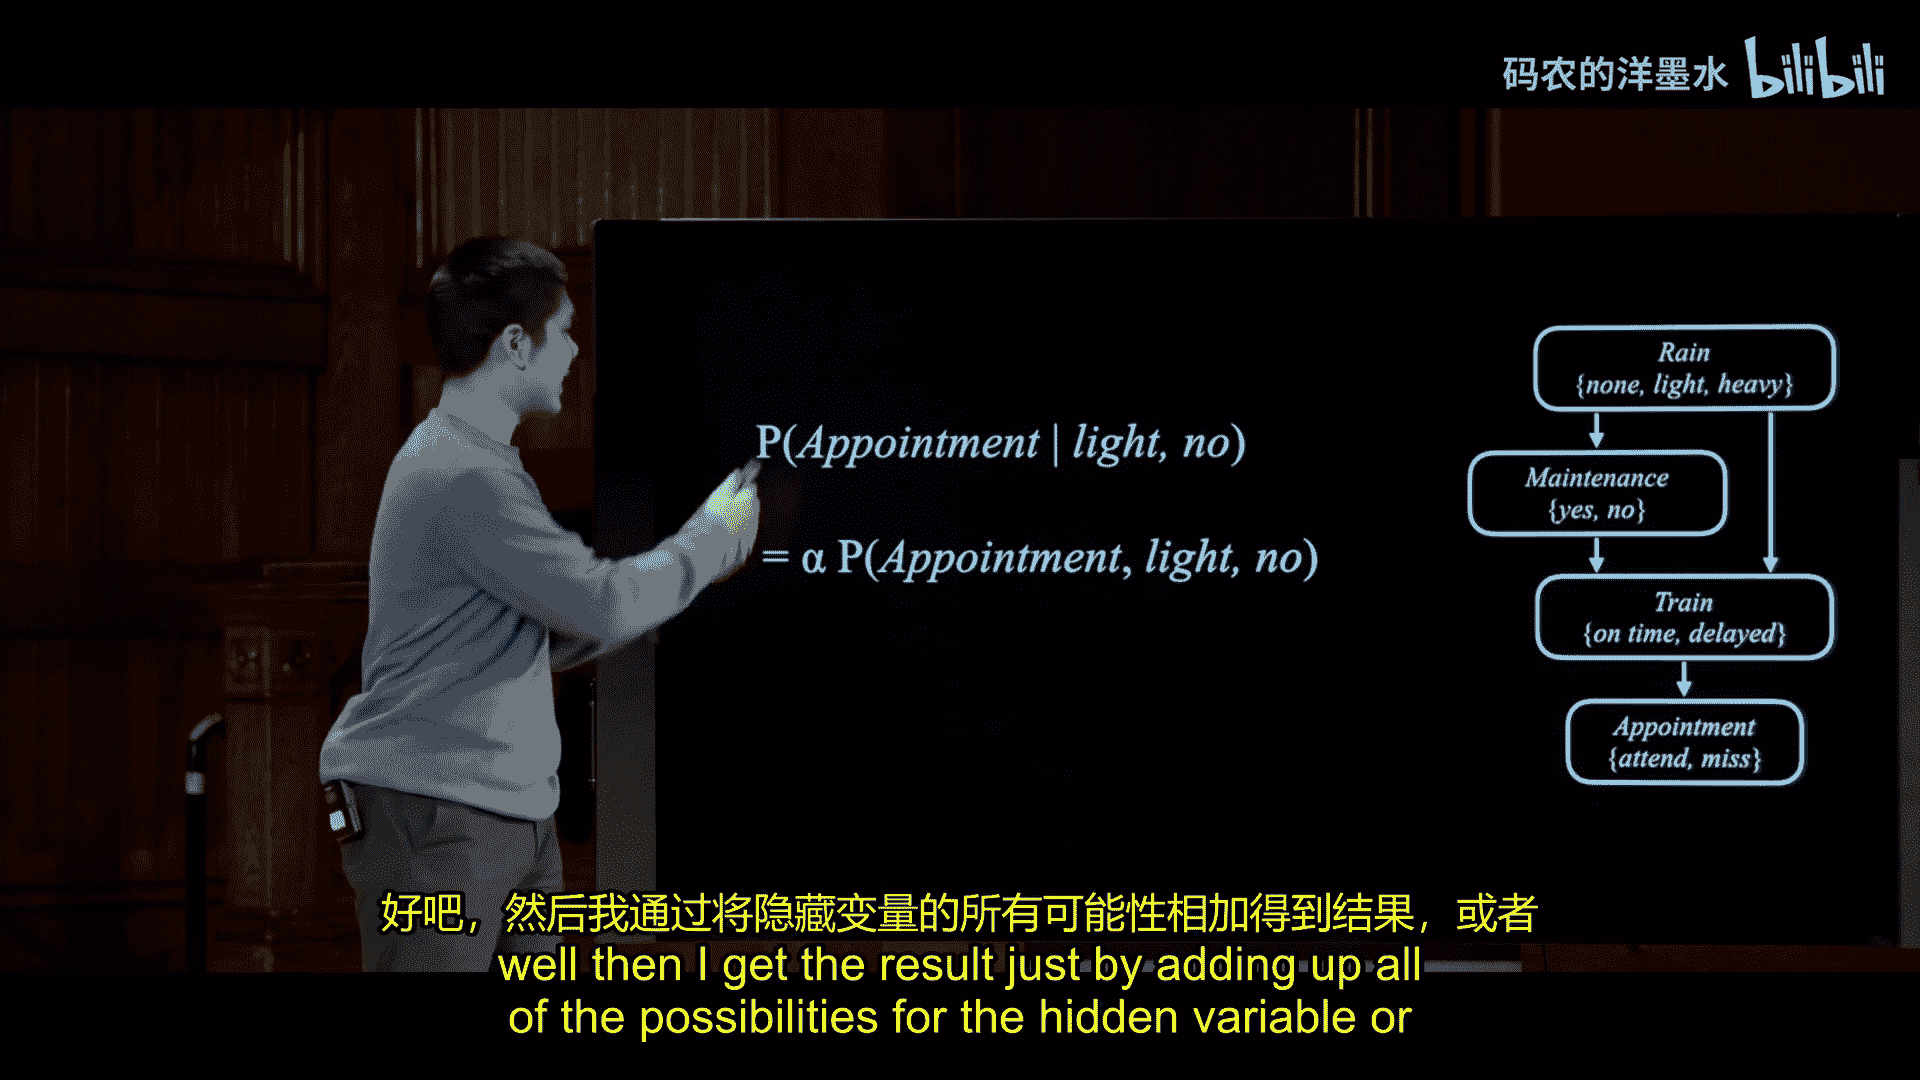 码农的洋墨水 bilibili
P(Appointment | light, no)
= α P(Appointment, light, no)
Rain
{none, light, heavy}
Maintenance
{yes, no}
Train
{on time, delayed}
Appointment
{attend, miss}
好吧，然后我通过将隐藏变量的所有可能性相加得到结果，或者
well then I get the result just by adding up all
of the possibilities for the hidden variable or